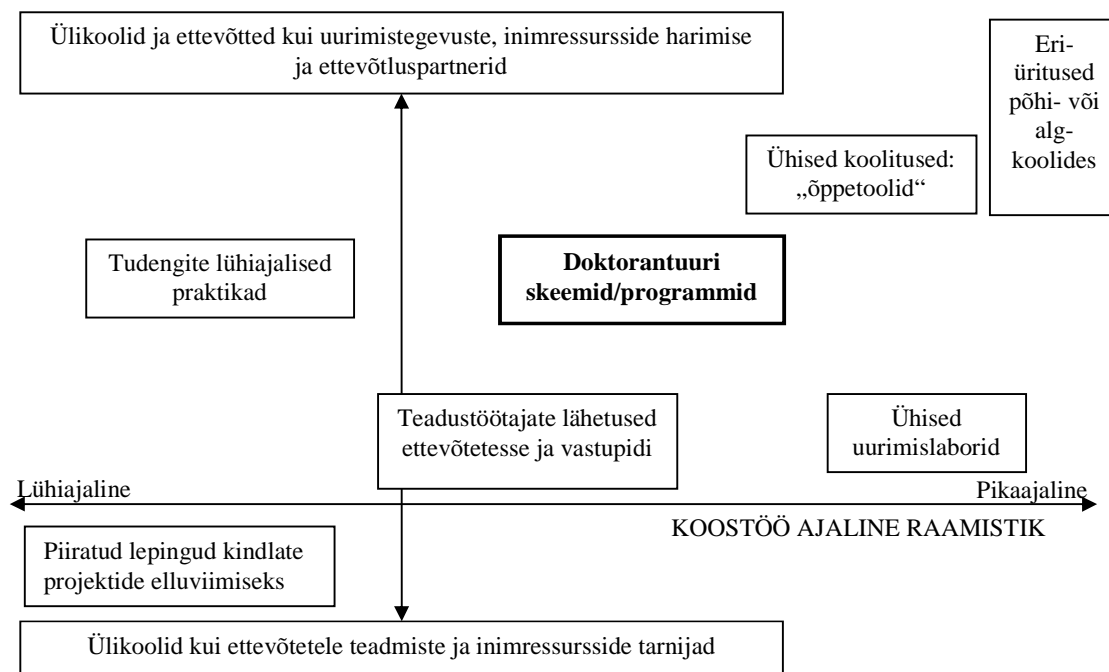 Ülikoolid ja ettevõtted kui uurimistegevuste, inimressursside harimise
ja ettevõtluspartnerid
Eri-
üritused
põhi- või
alg-
koolides
Ühised koolitused:
„õppetoolid“
Tudengite lühiajalised
praktikad
Doktorantuuri
skeemid/programmid
Teadustöötajate lähetused
ettevõtetesse ja vastupidi
Ühised
uurimislaborid
Lühiajaline
Pikaajaline
KOOSTÖÖ AJALINE RAAMISTIK
Piiratud lepingud kindlate
projektide elluviimiseks
Ülikoolid kui ettevõtetele teadmiste ja inimressursside tarnijad